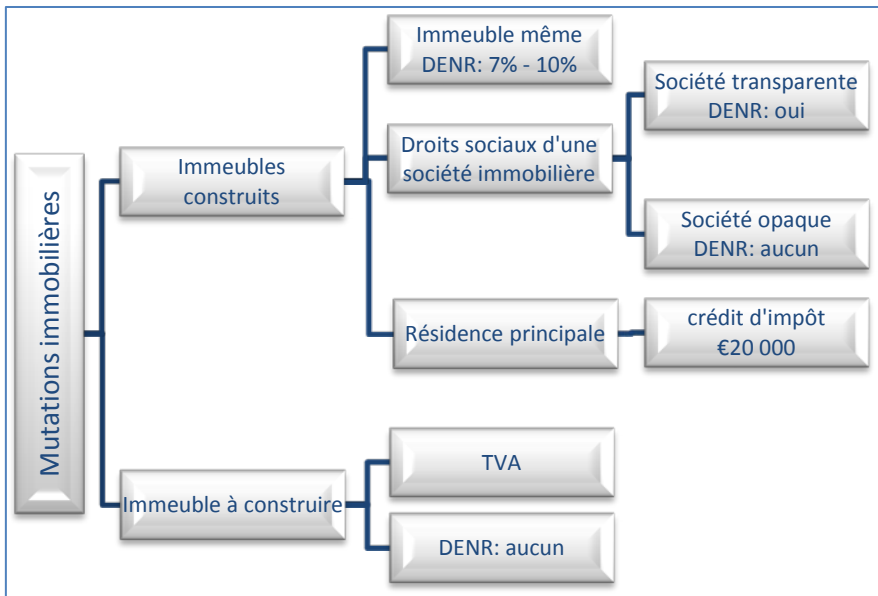 Mutations immobilières
Immeubles
construits
Immeuble même
DENR: 7% - 10%
Droits sociaux d'une
société immobilière
Société transparente
DENR: oui
Société opaque
DENR: aucun
Résidence principale
crédit d'impôt
€20 000
Immeuble à construire
TVA
DENR: aucun